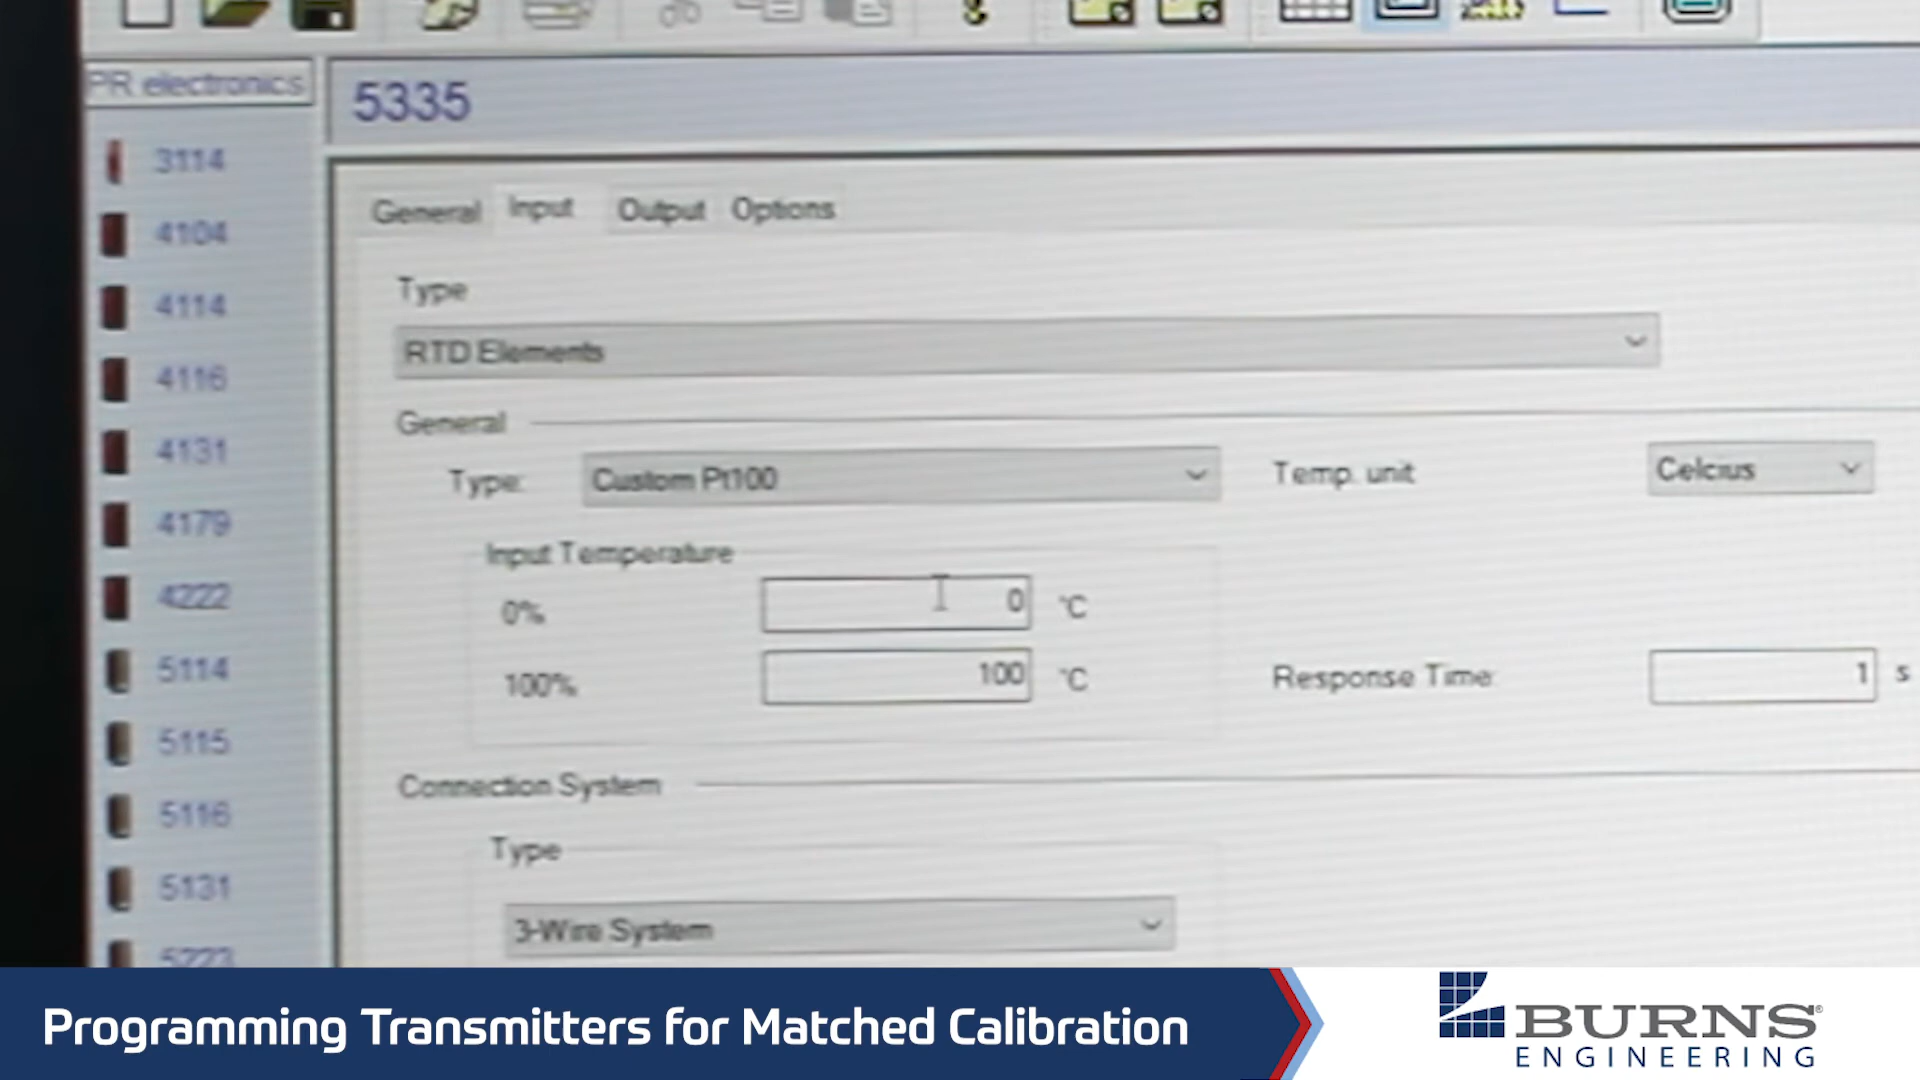 PR electronics
5335
3114
4104
4114
4116
4131
4179
4222
5114
5115
5116
5131
5223
General Input Output Options
Type
RTD Elements
General
Type: Custom Pt100 Temp. unit Celcius
Input Temperature
0% 0 °C
100% 100 °C Response Time: 1 s
Connection System
Type
3-Wire System
Programming Transmitters for Matched Calibration
BURNS®
ENGINEERING